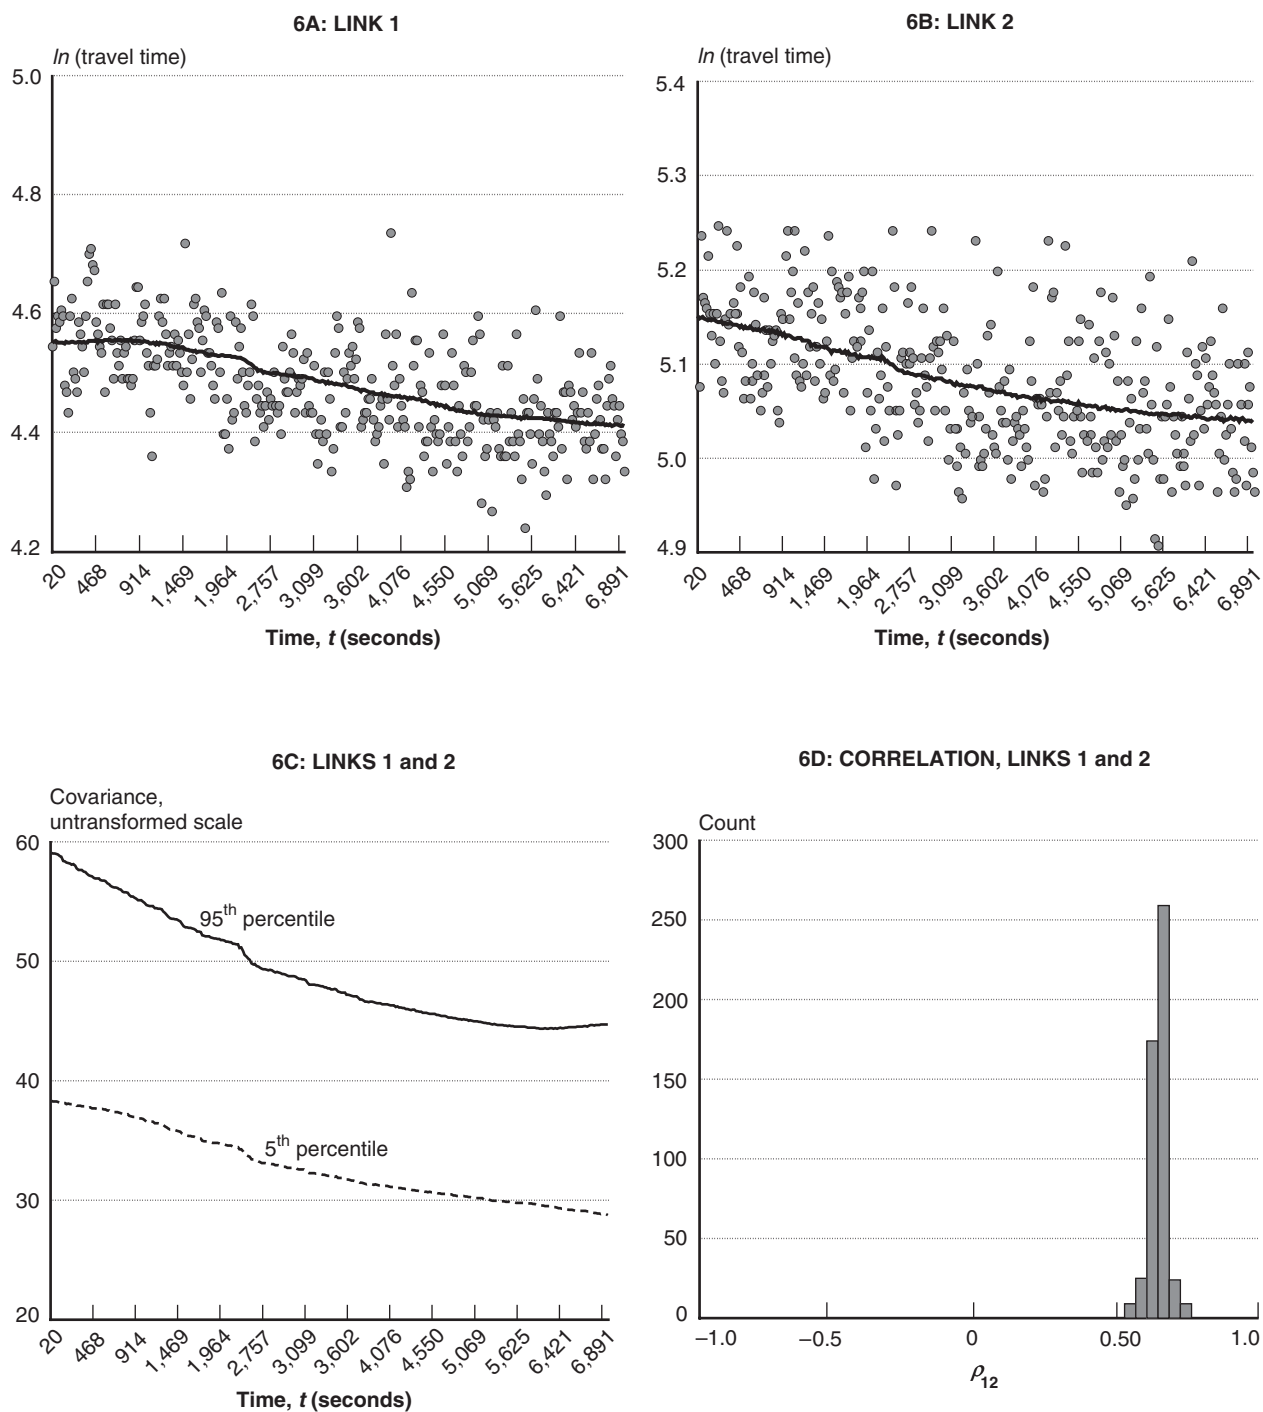 6A: LINK 1
ln (travel time)
5.0
4.8
4.6
4.4
4.2
20 468 914 1,469 1,964 2,757 3,099 3,602 4,076 4,550 5,069 5,625 6,421 6,891
Time, t (seconds)
6B: LINK 2
ln (travel time)
5.4
5.3
5.2
5.1
5.0
4.9
20 468 914 1,469 1,964 2,757 3,099 3,602 4,076 4,550 5,069 5,625 6,421 6,891
Time, t (seconds)
6C: LINKS 1 and 2
Covariance,
untransformed scale
60
50
40
30
20
95th percentile
5th percentile
20 468 914 1,469 1,964 2,757 3,099 3,602 4,076 4,550 5,069 5,625 6,421 6,891
Time, t (seconds)
6D: CORRELATION, LINKS 1 and 2
Count
300
250
200
150
100
50
0
−1.0 −0.5 0 0.50 1.0
ρ12